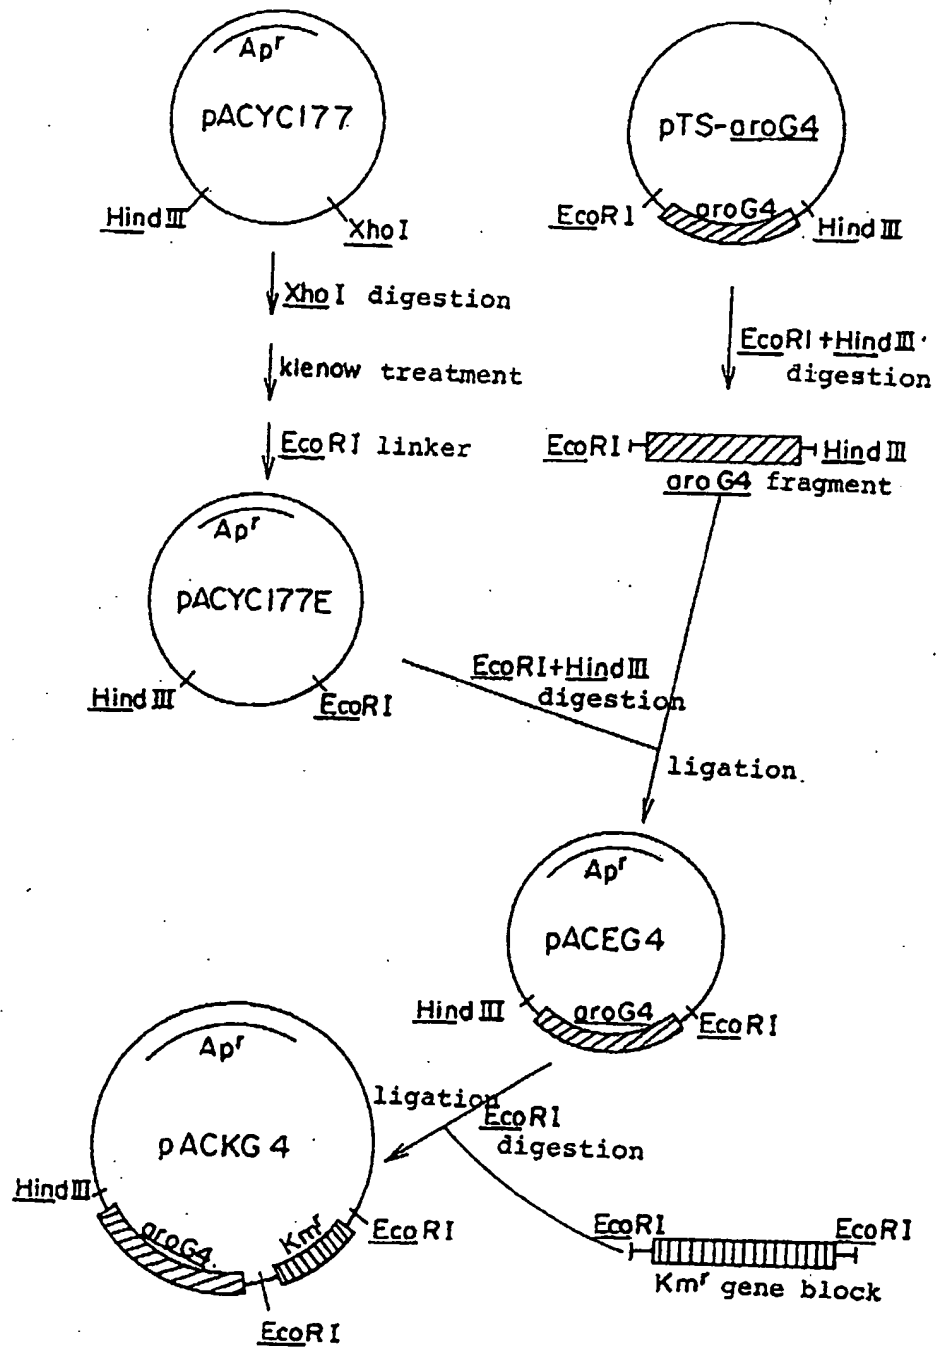 Apʳ
pACYC177
HindIII
XhoI
pTS-aroG4
aroG4
EcoRI
HindIII
XhoI digestion
klenow treatment
EcoRI linker
EcoRI+HindIII
digestion
EcoRI
HindIII
aroG4 fragment
Apʳ
pACYC177E
HindIII
EcoRI
EcoRI+HindIII
digestion
ligation
Apʳ
pACEG4
HindIII
aroG4
EcoRI
ligation
EcoRI
digestion
Apʳ
pACKG4
HindIII
aroG4
Kmʳ
EcoRI
EcoRI
EcoRI
EcoRI
Kmʳ gene block